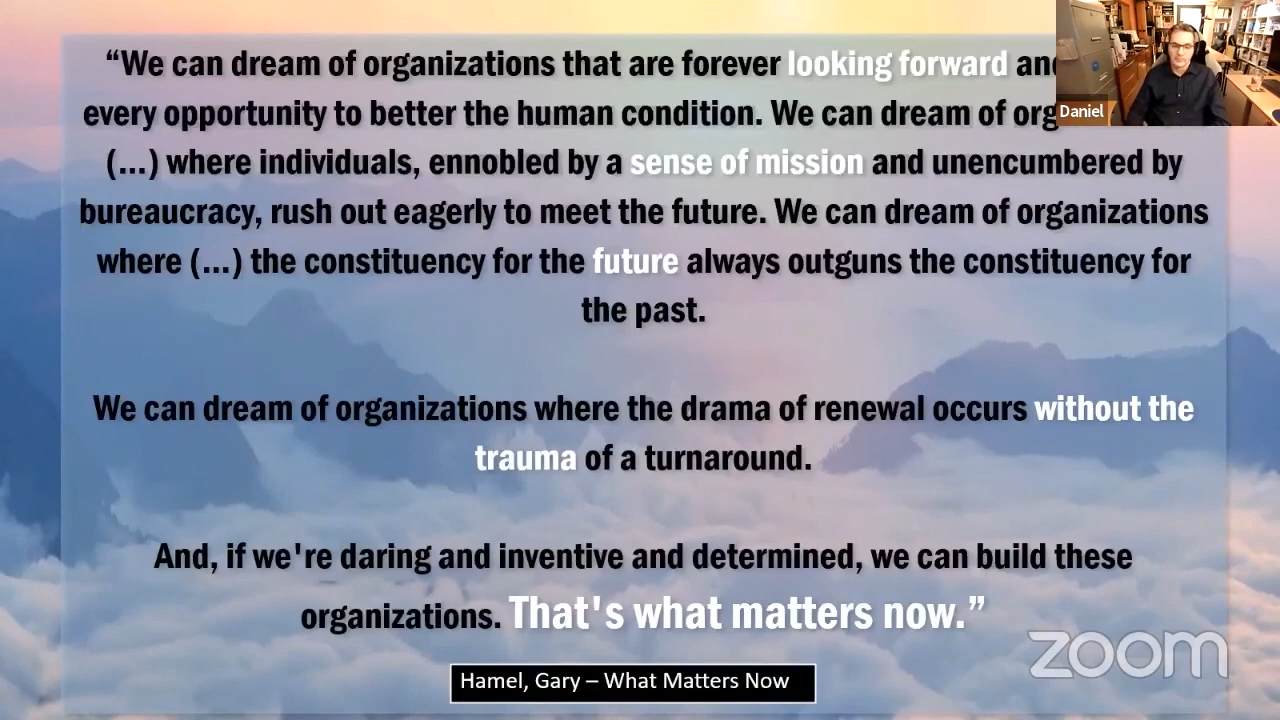 “We can dream of organizations that are forever looking forward
every opportunity to better the human condition. We can dream of
(...) where individuals, ennobled by a sense of mission and unencumbered by
bureaucracy, rush out eagerly to meet the future. We can dream of organizations
where (...) the constituency for the future always outguns the constituency for
the past.
We can dream of organizations where the drama of renewal occurs without the
trauma of a turnaround.
And, if we're daring and inventive and determined, we can build these
organizations. That's what matters now.”
Hamel, Gary – What Matters Now
Daniel
zoom